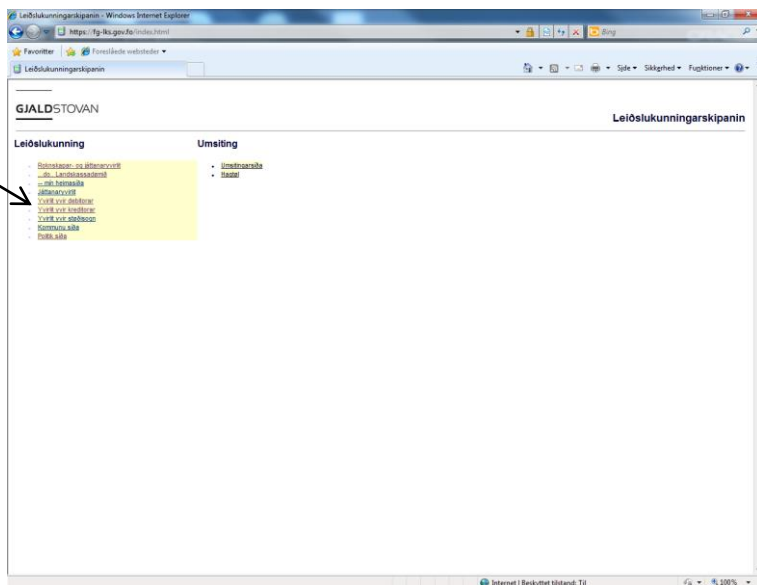 Leiðslukunningarskipanin - Windows Internet Explorer
https://fg-lks.gov.fo/index.html
Bing
Favoritter
Foreslåede websteder
Leiðslukunningarskipanin
Side
Sikkerhed
Funktioner
GJALDSTOVAN
Leiðslukunningarskipanin
Leiðslukunning
Umsiting
Roknskapar- og játtanaryvirlit
...do.. Landskassademið
-- mín heimasíða
Játtanaryvirlit
Yvirlit yvir debitorar
Yvirlit yvir kreditorar
Yvirlit yvir støðisogn
Kommunu síða
Politik síða
Umsitingarsíða
Hagtøl
Internet | Beskyttet tilstand: Til
100%